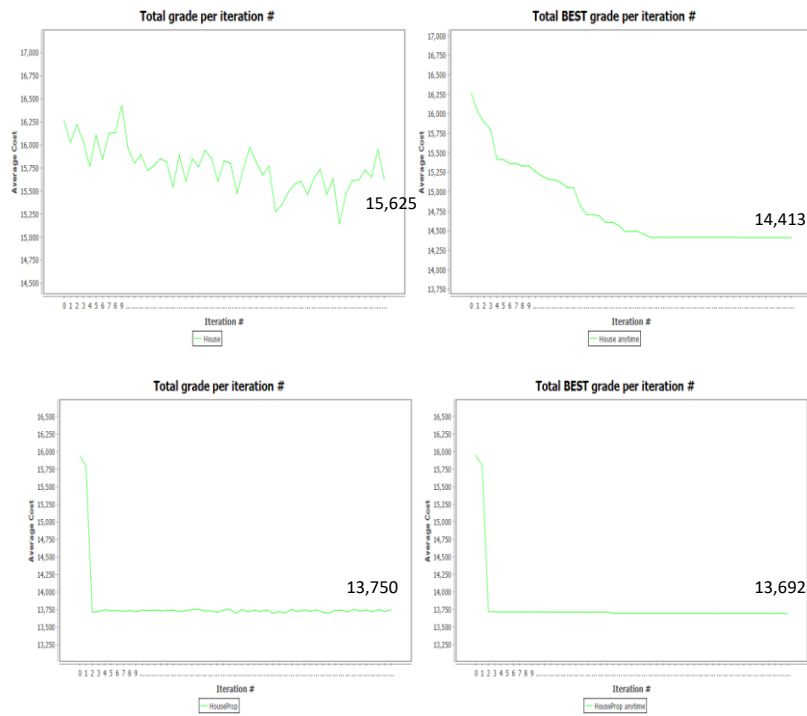 Total grade per iteration #
17,000
16,750
16,500
16,250
16,000
15,750
15,500
15,250
15,000
14,750
14,500
Average Cost
15,625
0 1 2 3 4 5 6 7 8 9
Iteration #
House
Total BEST grade per iteration #
17,000
16,750
16,500
16,250
16,000
15,750
15,500
15,250
15,000
14,750
14,500
14,250
14,000
13,750
Average Cost
14,413
0 1 2 3 4 5 6 7 8 9
Iteration #
House anytime
Total grade per iteration #
16,500
16,250
16,000
15,750
15,500
15,250
15,000
14,750
14,500
14,250
14,000
13,750
13,500
13,250
Average Cost
13,750
0 1 2 3 4 5 6 7 8 9
Iteration #
HouseProp
Total BEST grade per iteration #
16,500
16,250
16,000
15,750
15,500
15,250
15,000
14,750
14,500
14,250
14,000
13,750
13,500
13,250
Average Cost
13,692
0 1 2 3 4 5 6 7 8 9
Iteration #
HouseProp anytime